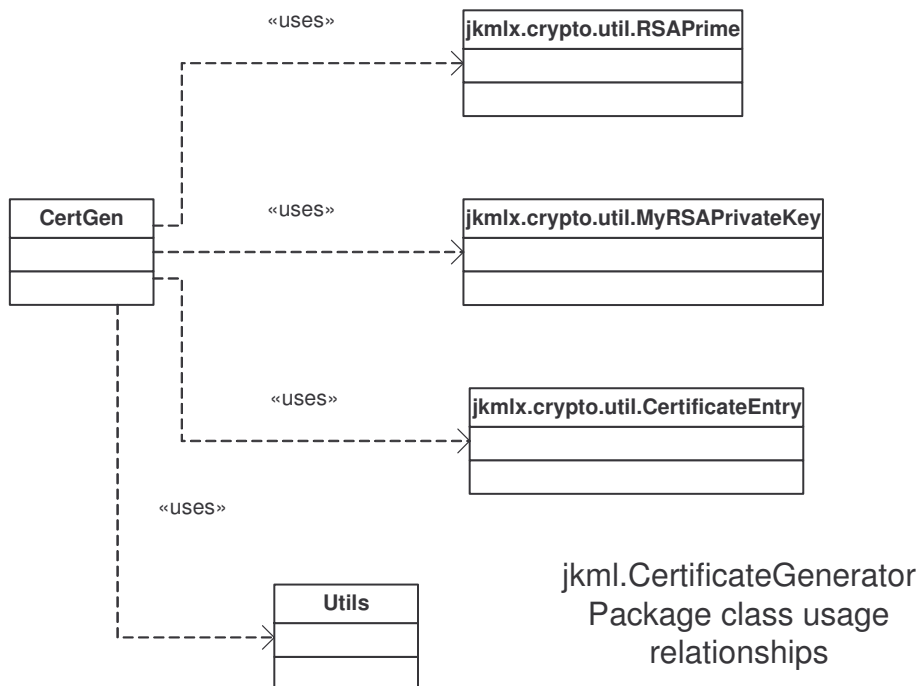 «uses»
jkmlx.crypto.util.RSAPrime
CertGen
«uses»
jkmlx.crypto.util.MyRSAPrivateKey
«uses»
jkmlx.crypto.util.CertificateEntry
«uses»
Utils
jkml.CertificateGenerator
Package class usage
relationships